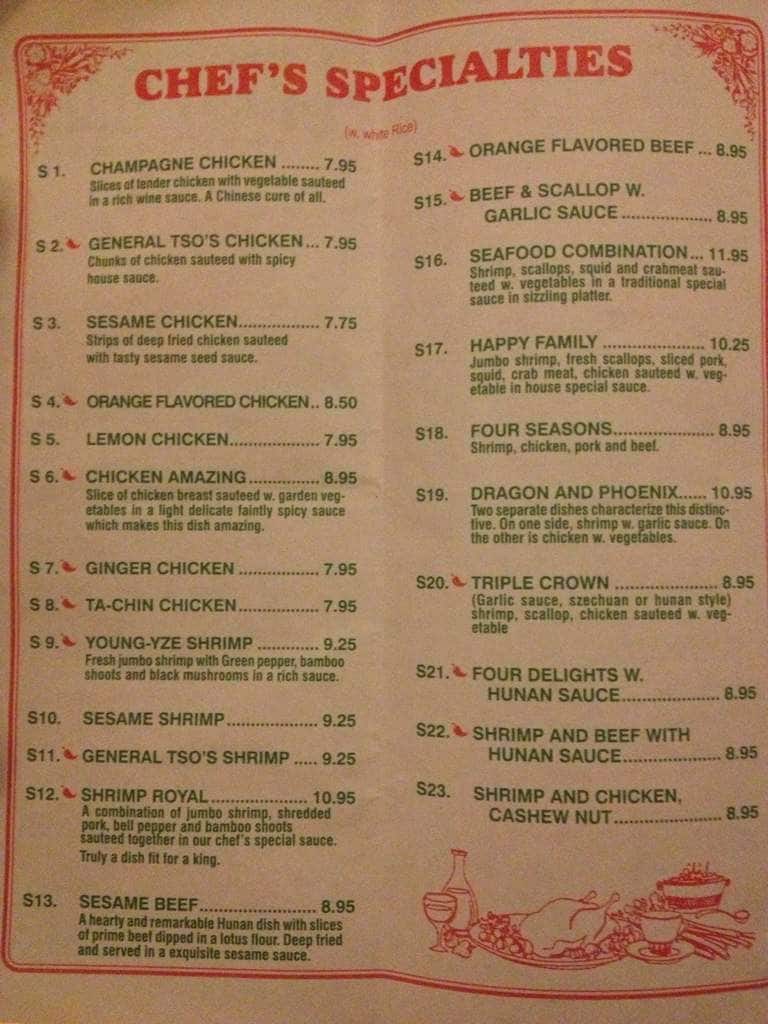 CHEF'S SPECIALTIES
(w. white Rice)
S 1. CHAMPAGNE CHICKEN ........ 7.95
Slices of tender chicken with vegetable sauteed
in a rich wine sauce. A Chinese cure of all.
S 2. GENERAL TSO'S CHICKEN... 7.95
Chunks of chicken sauteed with spicy
house sauce.
S 3. SESAME CHICKEN................. 7.75
Strips of deep fried chicken sauteed
with tasty sesame seed sauce.
S 4. ORANGE FLAVORED CHICKEN.. 8.50
S 5. LEMON CHICKEN................... 7.95
S 6. CHICKEN AMAZING............... 8.95
Slice of chicken breast sauteed w. garden veg-
etables in a light delicate faintly spicy sauce
which makes this dish amazing.
S 7. GINGER CHICKEN .................. 7.95
S 8. TA-CHIN CHICKEN.................. 7.95
S 9. YOUNG-YZE SHRIMP .............. 9.25
Fresh jumbo shrimp with Green pepper, bamboo
shoots and black mushrooms in a rich sauce.
S10. SESAME SHRIMP.................... 9.25
S11. GENERAL TSO'S SHRIMP ..... 9.25
S12. SHRIMP ROYAL.................... 10.95
A combination of jumbo shrimp, shredded
pork, bell pepper and bamboo shoots
sauteed together in our chef's special sauce.
Truly a dish fit for a king.
S13. SESAME BEEF........................ 8.95
A hearty and remarkable Hunan dish with slices
of prime beef dipped in a lotus flour. Deep fried
and served in a exquisite sesame sauce.
S14. ORANGE FLAVORED BEEF ... 8.95
S15. BEEF & SCALLOP W.
GARLIC SAUCE .................. 8.95
S16. SEAFOOD COMBINATION... 11.95
Shrimp, scallops, squid and crabmeat sau-
teed w. vegetables in a traditional special
sauce in sizzling platter.
S17. HAPPY FAMILY ..................... 10.25
Jumbo shrimp, fresh scallops, sliced pork,
squid, crab meat, chicken sauteed w. veg-
etable in house special sauce.
S18. FOUR SEASONS.................... 8.95
Shrimp, chicken, pork and beef.
S19. DRAGON AND PHOENIX...... 10.95
Two separate dishes characterize this distinc-
tive. On one side, shrimp w. garlic sauce. On
the other is chicken w. vegetables.
S20. TRIPLE CROWN .................... 8.95
(Garlic sauce, szechuan or hunan style)
shrimp, scallop, chicken sauteed w. veg-
etable
S21. FOUR DELIGHTS W.
HUNAN SAUCE................... 8.95
S22. SHRIMP AND BEEF WITH
HUNAN SAUCE................... 8.95
S23. SHRIMP AND CHICKEN,
CASHEW NUT..................... 8.95